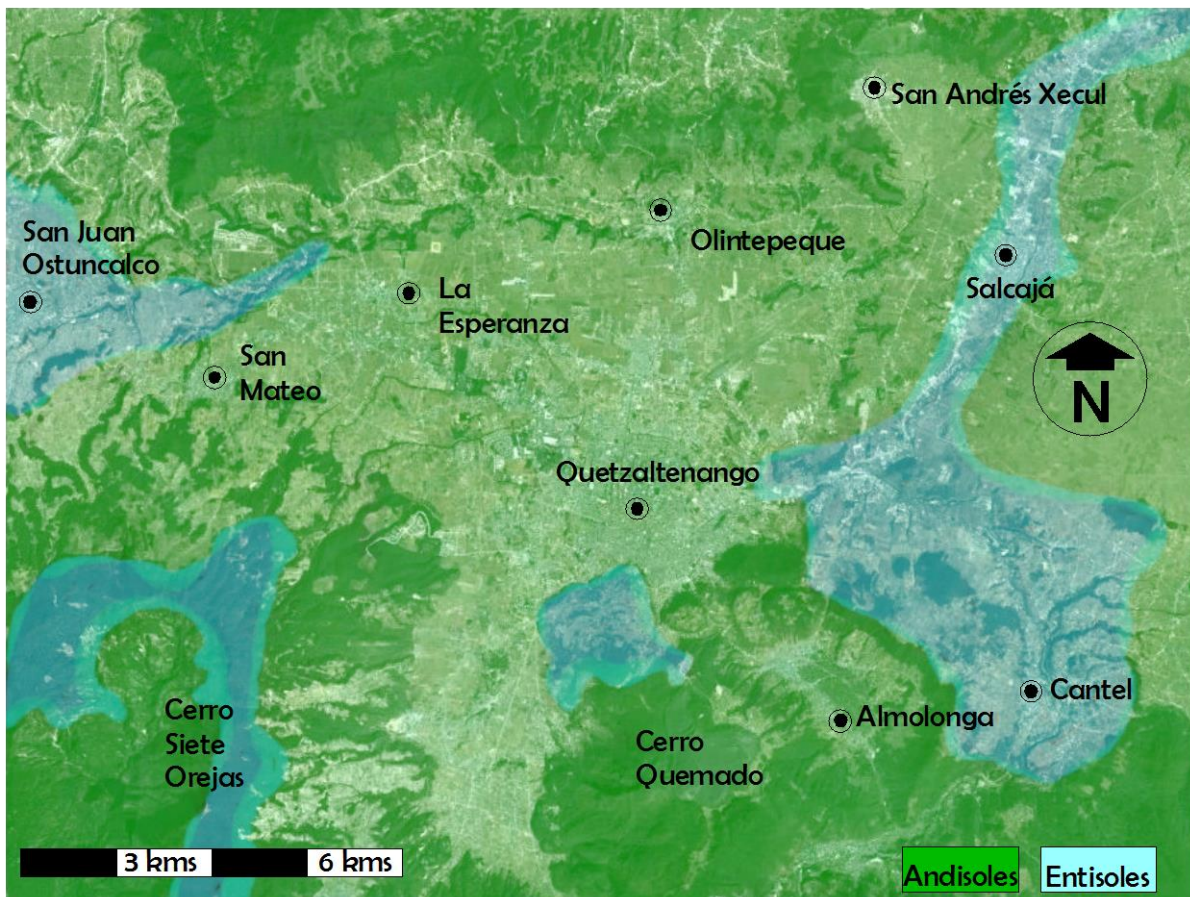 San Andrés Xecul
San Juan
Ostuncalco
Olintepeque
Salcajá
La
Esperanza
San
Mateo
N
Quetzaltenango
Cantel
Almolonga
Cerro
Siete
Orejas
Cerro
Quemado
3 kms 6 kms
Andisoles Entisoles